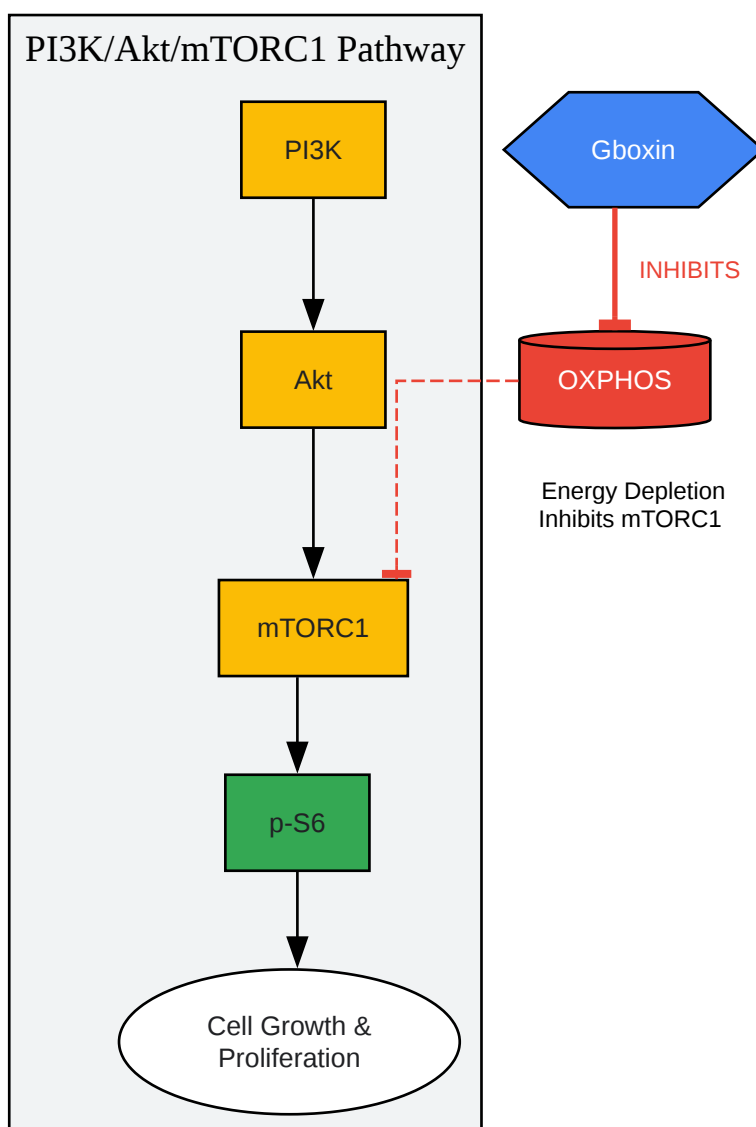 PI3K/Akt/mTORC1 Pathway
PI3K
Gboxin
INHIBITS
Akt
OXPHOS
Energy Depletion
Inhibits mTORC1
mTORC1
p-S6
Cell Growth &
Proliferation